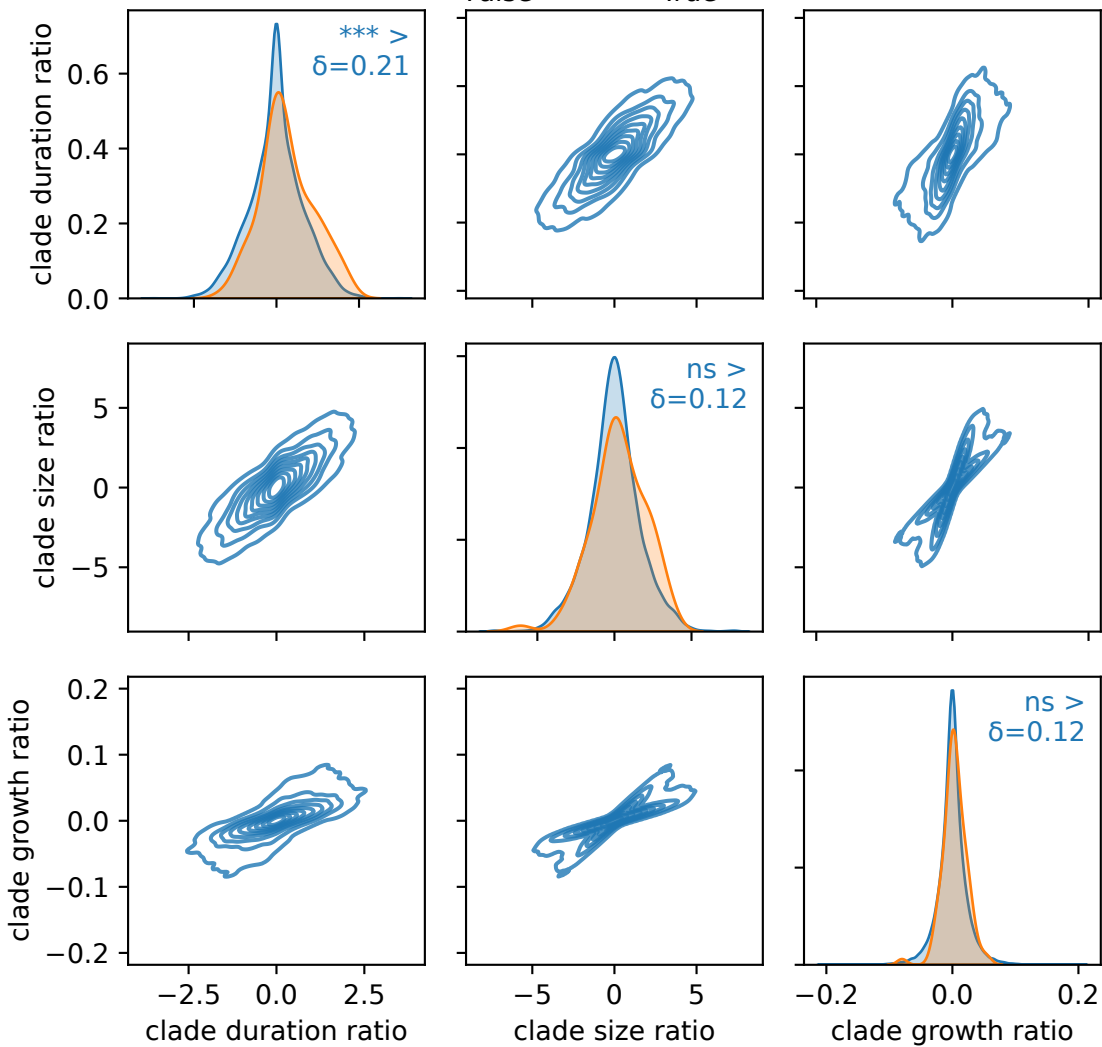 clade duration ratio
0.6
0.4
0.2
0.0
*** >
δ=0.21
clade size ratio
5
0
−5
ns >
δ=0.12
clade growth ratio
0.2
0.1
0.0
−0.1
−0.2
ns >
δ=0.12
−2.5 0.0 2.5
−5 0 5
−0.2 0.0 0.2
clade duration ratio
clade size ratio
clade growth ratio